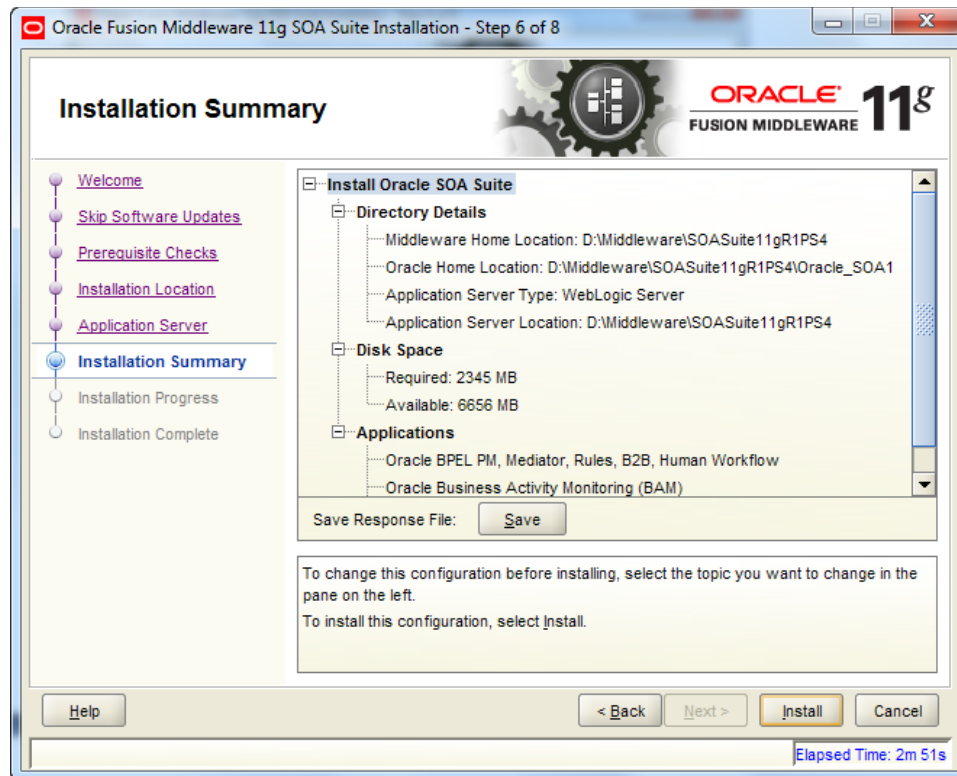 Oracle Fusion Middleware 11g SOA Suite Installation - Step 6 of 8
Installation Summary
ORACLE
FUSION MIDDLEWARE 11g
Welcome
Skip Software Updates
Prerequisite Checks
Installation Location
Application Server
Installation Summary
Installation Progress
Installation Complete
Install Oracle SOA Suite
Directory Details
Middleware Home Location: D:\Middleware\SOASuite11gR1PS4
Oracle Home Location: D:\Middleware\SOASuite11gR1PS4\Oracle_SOA1
Application Server Type: WebLogic Server
Application Server Location: D:\Middleware\SOASuite11gR1PS4
Disk Space
Required: 2345 MB
Available: 6656 MB
Applications
Oracle BPEL PM, Mediator, Rules, B2B, Human Workflow
Oracle Business Activity Monitoring (BAM)
Save Response File: Save
To change this configuration before installing, select the topic you want to change in the
pane on the left.
To install this configuration, select Install.
Help < Back Next > Install Cancel
Elapsed Time: 2m 51s